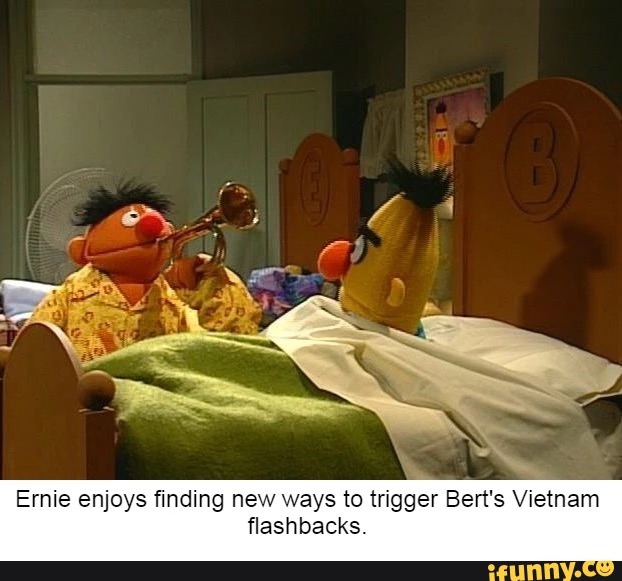 E
B
Ernie enjoys finding new ways to trigger Bert's Vietnam
flashbacks.
ifunny.co